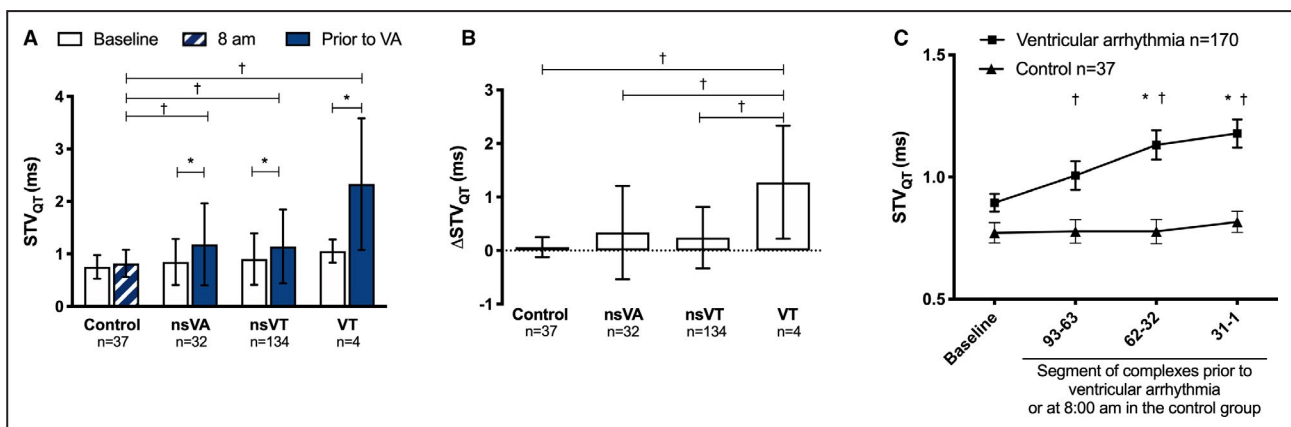 A
Baseline
8 am
Prior to VA
†
†
†
*
*
*
4
3
2
1
0
STVQT (ms)
Control
nsVA
nsVT
VT
n=37
n=32
n=134
n=4
B
†
†
†
3
2
1
0
-1
ΔSTVQT (ms)
Control
nsVA
nsVT
VT
n=37
n=32
n=134
n=4
C
Ventricular arrhythmia n=170
Control n=37
† * † * †
1.5
1.0
0.5
STVQT (ms)
Baseline
93-63
62-32
31-1
Segment of complexes prior to
ventricular arrhythmia
or at 8:00 am in the control group